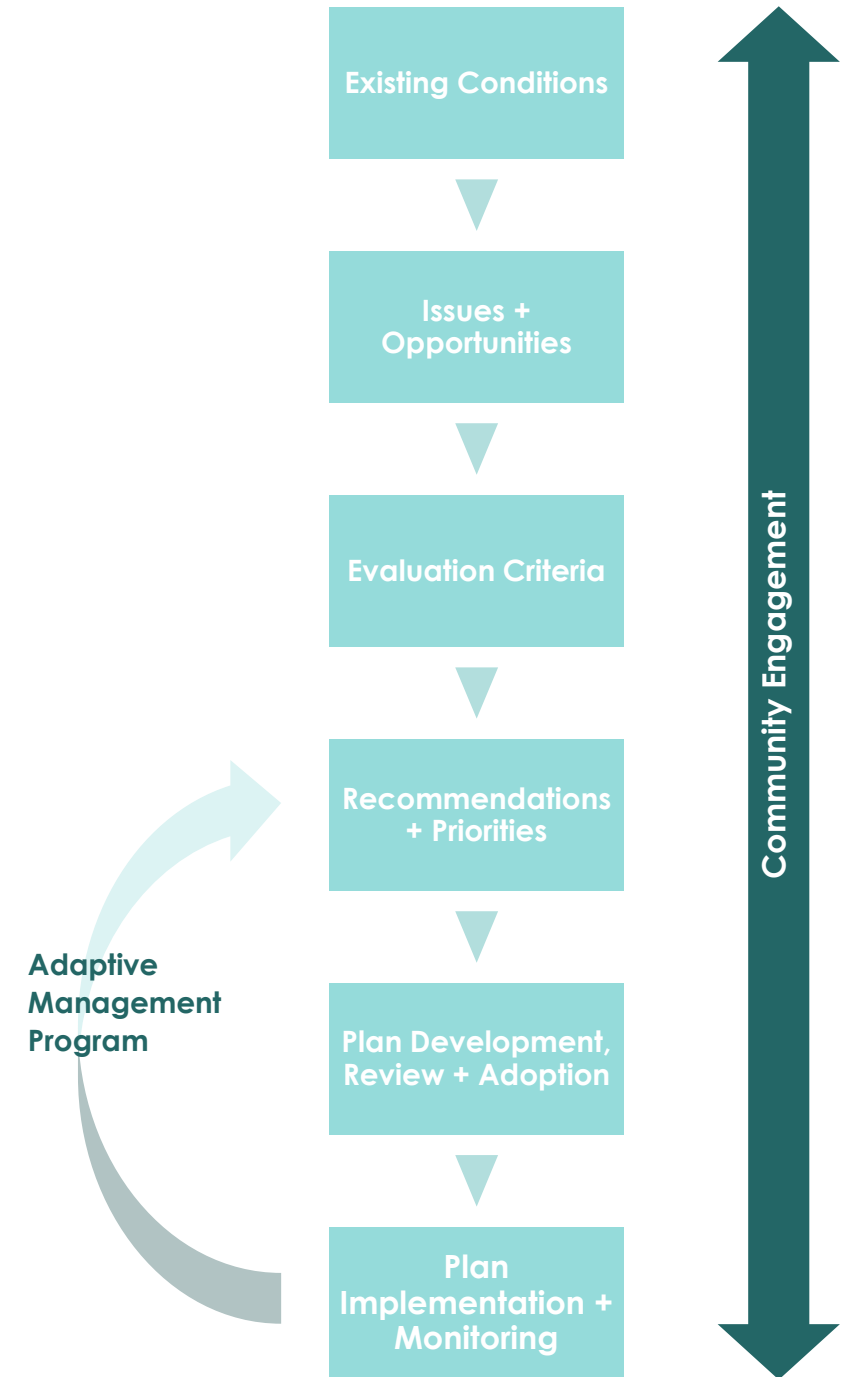 Existing Conditions
Issues +
Opportunities
Evaluation Criteria
Recommendations
+ Priorities
Plan Development,
Review + Adoption
Plan
Implementation +
Monitoring
Adaptive
Management
Program
Community Engagement